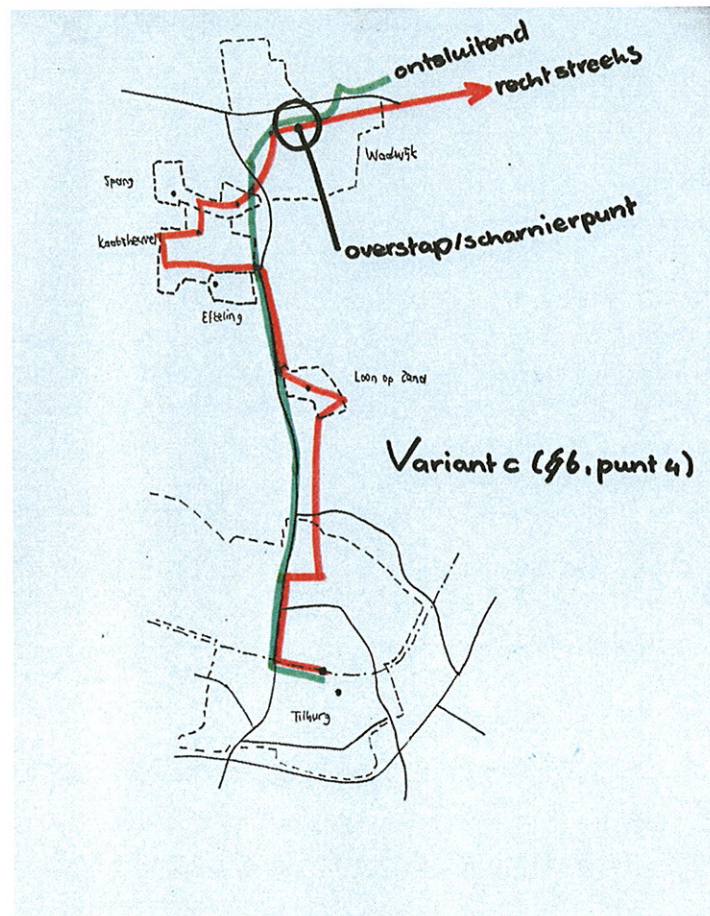 ontsluitend
rechtstreeks
Waalwijk
Sprang
Kaatsheuvel
overstap/scharnierpunt
Efteling
Loon op Zand
Variant c (§6, punt 4)
Tilburg